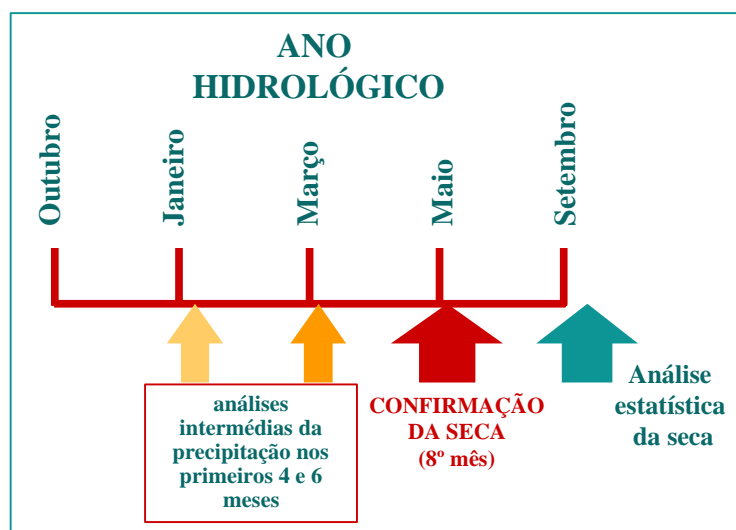 ANO
HIDROLÓGICO
Outubro
Janeiro
Março
Maio
Setembro
análises
intermédias da
precipitação nos
primeiros 4 e 6
meses
CONFIRMAÇÃO
DA SECA
(8º mês)
Análise
estatística
da seca